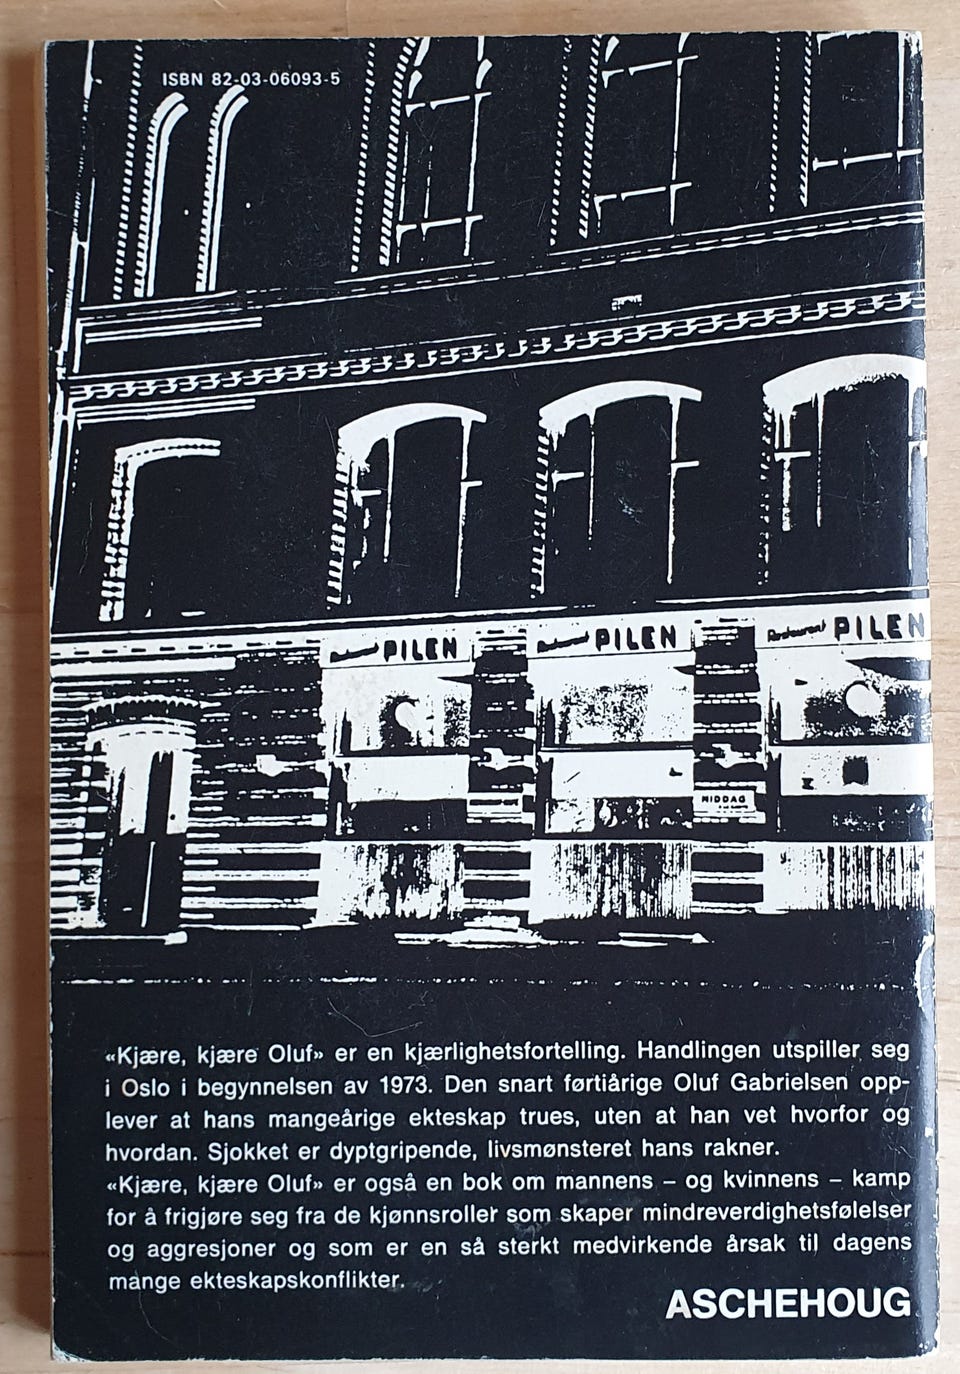 ISBN 82-03-06093-5
Restaurant PILEN
Restaurant PILEN
Restaurant PILEN
MIDDAG
«Kjære, kjære Oluf» er en kjærlighetsfortelling. Handlingen utspiller seg
i Oslo i begynnelsen av 1973. Den snart førtiårige Oluf Gabrielsen opp-
lever at hans mangeårige ekteskap trues, uten at han vet hvorfor og
hvordan. Sjokket er dyptgripende, livsmønsteret hans rakner.
«Kjære, kjære Oluf» er også en bok om mannens – og kvinnens – kamp
for å frigjøre seg fra de kjønnsroller som skaper mindreverdighetsfølelser
og aggresjoner og som er en så sterkt medvirkende årsak til dagens
mange ekteskapskonflikter.
ASCHEHOUG